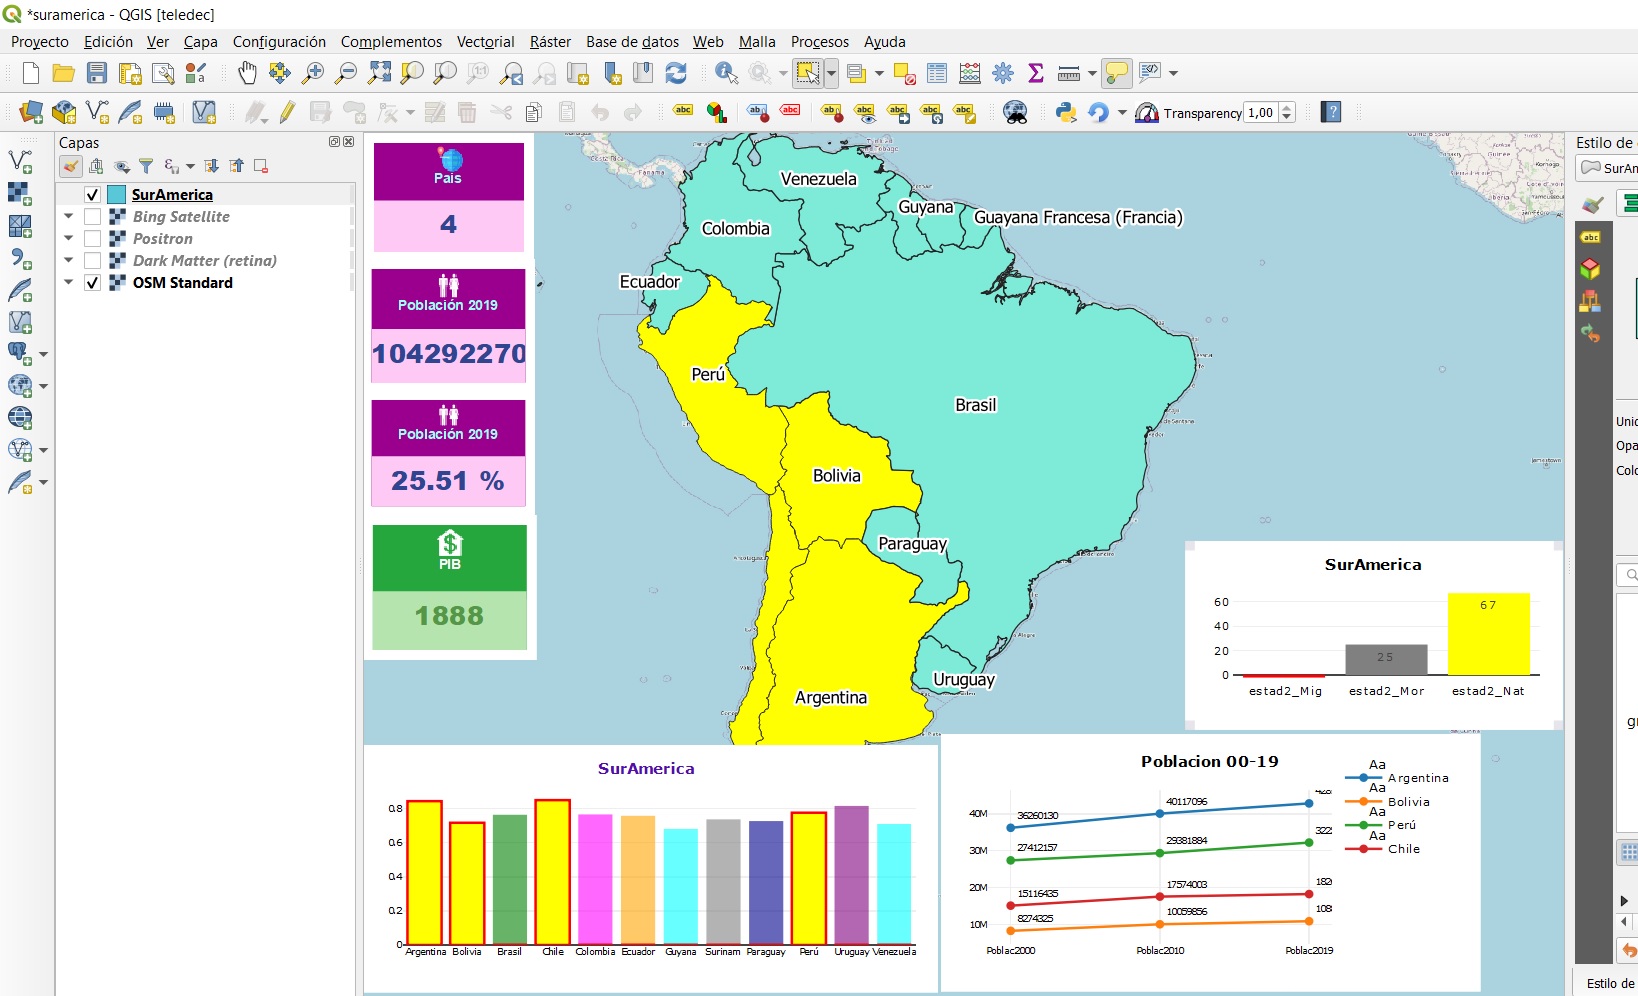 *suramerica - QGIS [teledec]
Proyecto Edición Ver Capa Configuración Complementos Vectorial Ráster Base de datos Web Malla Procesos Ayuda
Transparency 1,00
Capas
SurAmerica
Bing Satellite
Positron
Dark Matter (retina)
OSM Standard
País
4
Población 2019
104292270
Población 2019
25.51 %
PIB
1888
Venezuela
Guyana
Guayana Francesa (Francia)
Colombia
Ecuador
Perú
Brasil
Bolivia
Paraguay
Uruguay
Argentina
Costa Rica
Panama
SurAmerica
60
40
20
0
67
25
estad2_Mig estad2_Mor estad2_Nat
SurAmerica
0.8
0.6
0.4
0.2
0
Argentina Bolivia Brasil Chile Colombia Ecuador Guyana Surinam Paraguay Perú Uruguay Venezuela
Poblacion 00-19
40M
30M
20M
10M
36260130 40117096
27412157 29381884
15116435 17574003
8274325 10059856
Poblac2000 Poblac2010 Poblac2019
Aa
Argentina
Aa
Bolivia
Aa
Perú
Aa
Chile
Estilo de
SurAm
Unid
Opa
Colo
Estilo de